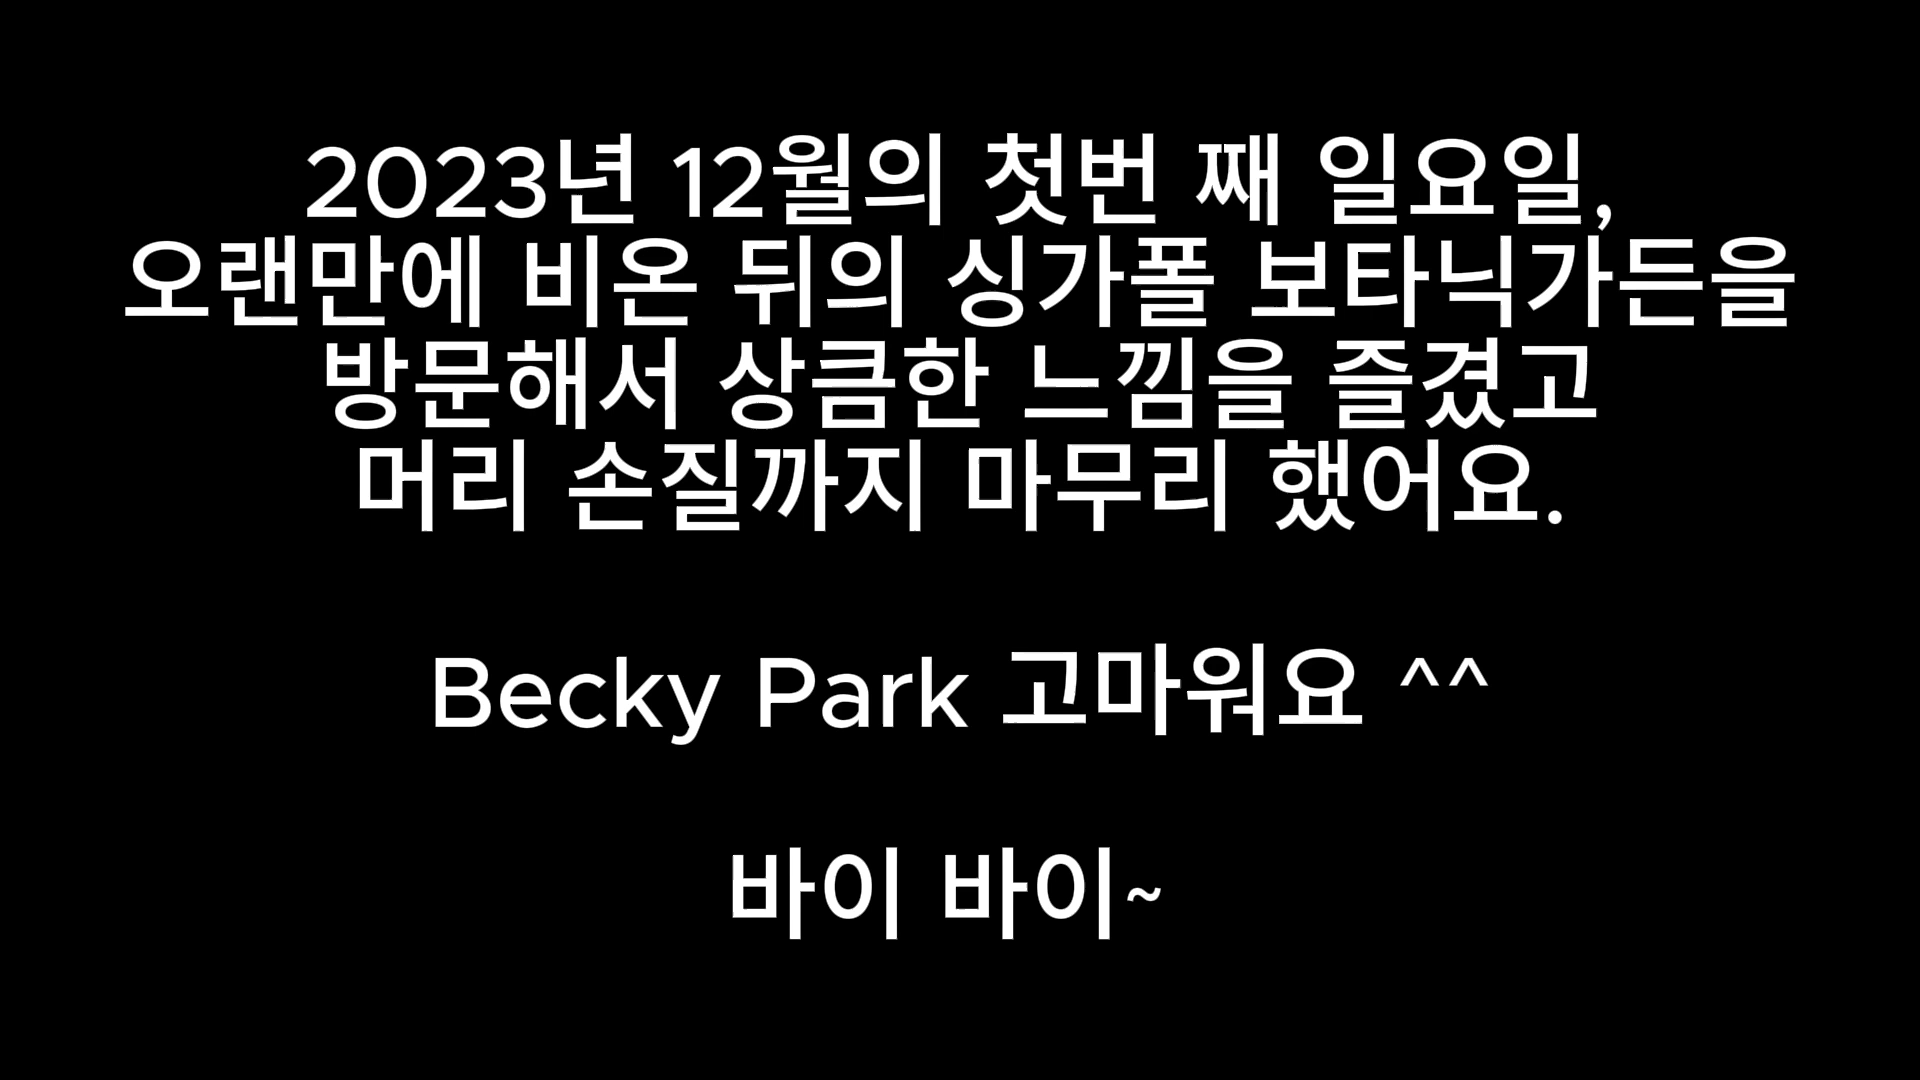 2023년 12월의 첫번 째 일요일,
오랜만에 비온 뒤의 싱가폴 보타닉가든을
방문해서 상큼한 느낌을 즐겼고
머리 손질까지 마무리 했어요.
Becky Park 고마워요 ^^
바이 바이~